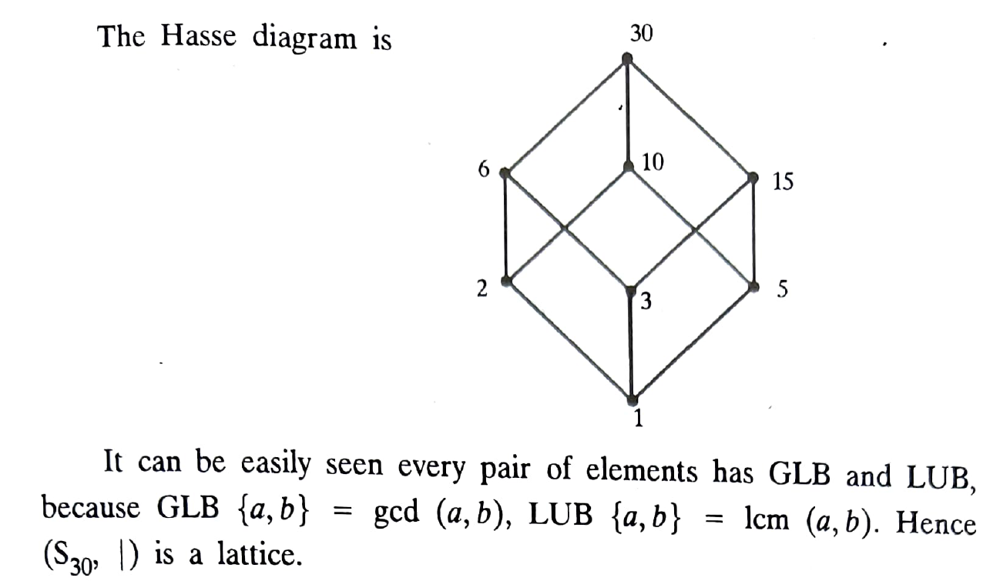 The Hasse diagram is
30
6
10
15
2
3
5
1
It can be easily seen every pair of elements has GLB and LUB,
because GLB {a, b} = gcd (a, b), LUB {a, b} = lcm (a, b). Hence
(S₃₀, |) is a lattice.